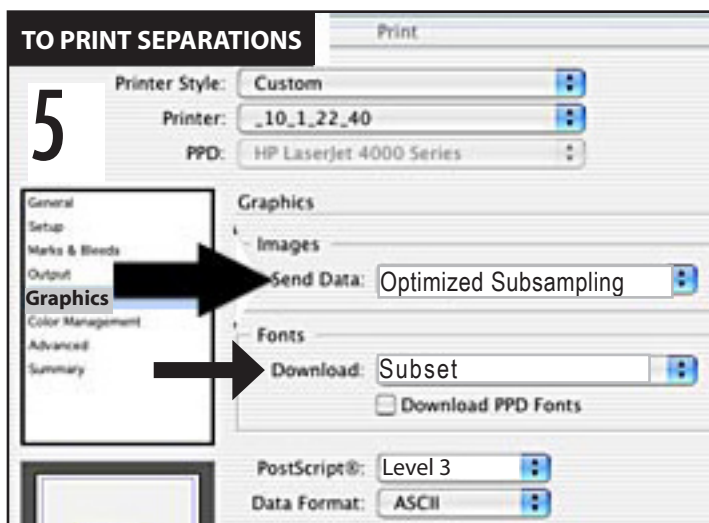 TO PRINT SEPARATIONS
Print
5
Printer Style: Custom
Printer: _10_1_22_40
PPD: HP LaserJet 4000 Series
General
Setup
Marks & Bleeds
Output
Graphics
Color Management
Advanced
Summary
Graphics
Images
Send Data: Optimized Subsampling
Fonts
Download: Subset
Download PPD Fonts
PostScript®: Level 3
Data Format: ASCII